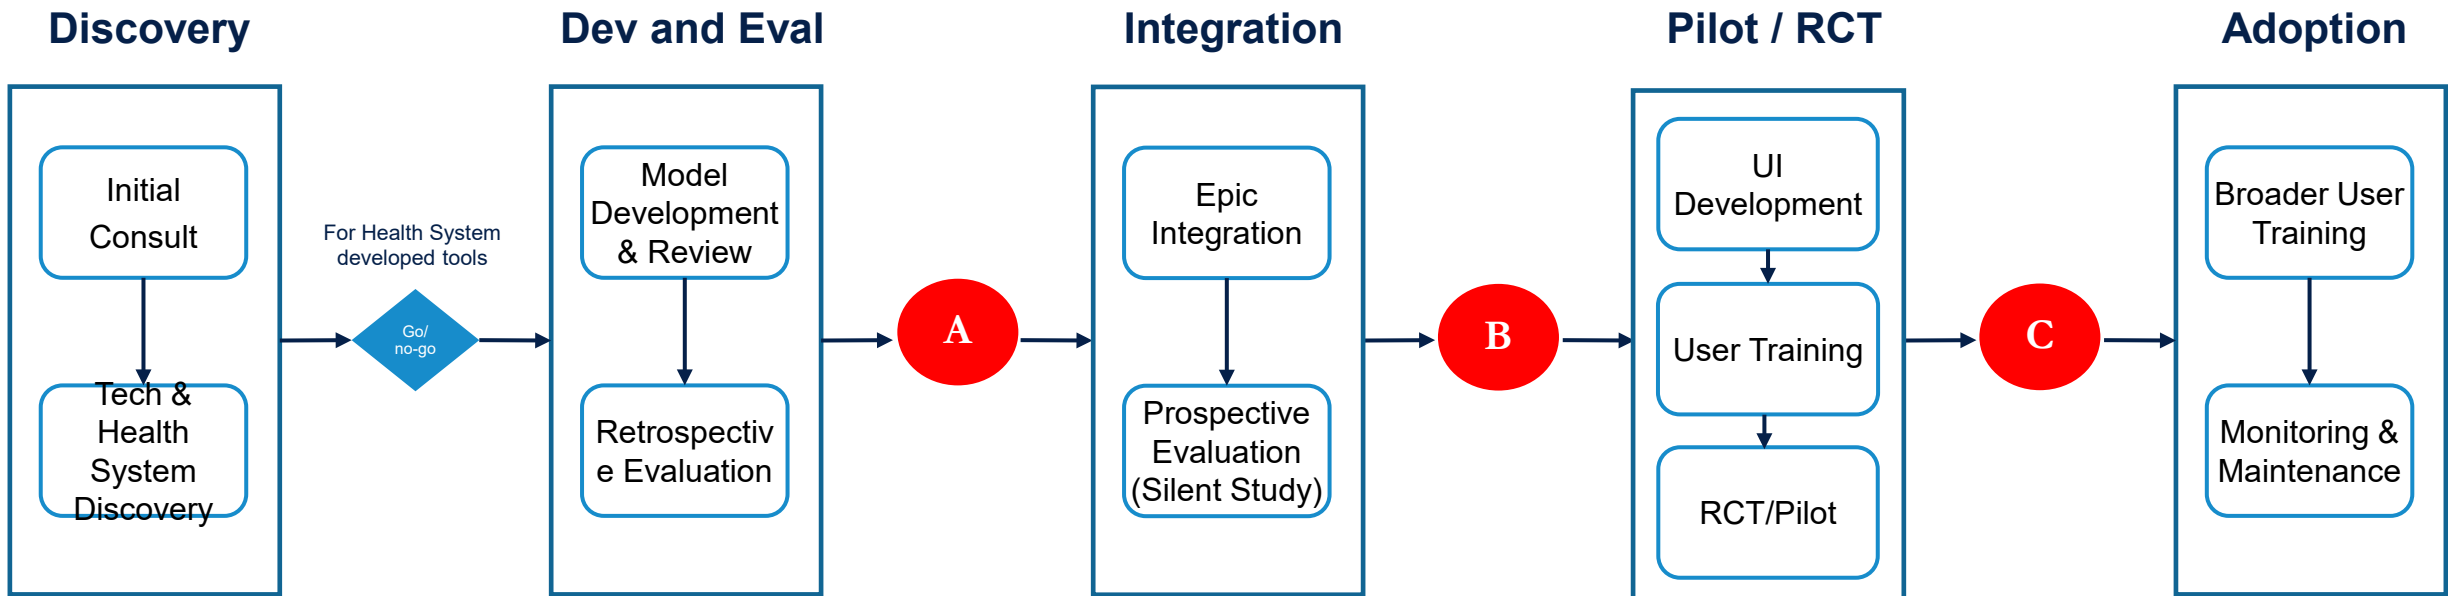 Discovery
Dev and Eval
Integration
Pilot / RCT
Adoption
Initial
Consult
Tech &
Health
System
Discovery
For Health System
developed tools
Go/
no-go
Model
Development
& Review
Retrospectiv
e Evaluation
A
Epic
Integration
Prospective
Evaluation
(Silent Study)
B
UI
Development
User Training
RCT/Pilot
C
Broader User
Training
Monitoring &
Maintenance